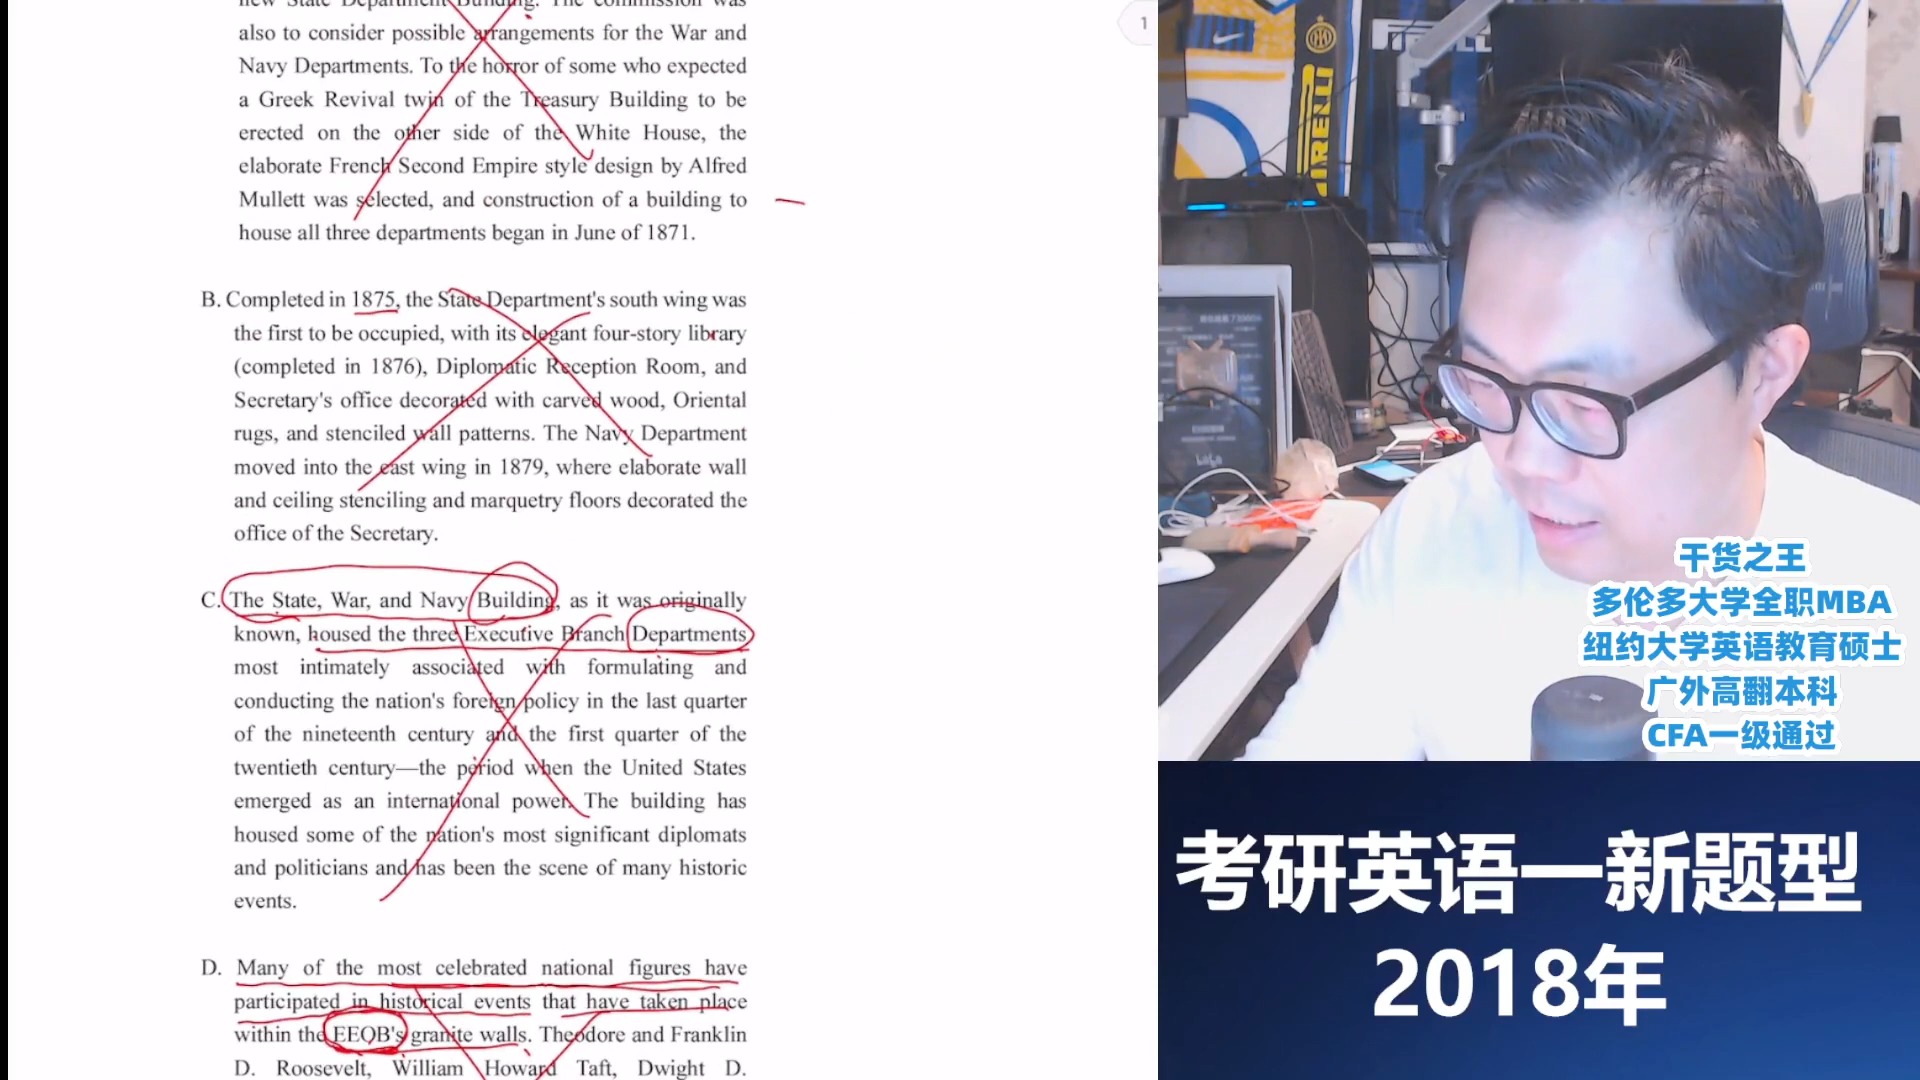 new State Department Building. The commission was
also to consider possible arrangements for the War and
Navy Departments. To the horror of some who expected
a Greek Revival twin of the Treasury Building to be
erected on the other side of the White House, the
elaborate French Second Empire style design by Alfred
Mullett was selected, and construction of a building to
house all three departments began in June of 1871.
B. Completed in 1875, the State Department's south wing was
the first to be occupied, with its elegant four-story library
(completed in 1876), Diplomatic Reception Room, and
Secretary's office decorated with carved wood, Oriental
rugs, and stenciled wall patterns. The Navy Department
moved into the east wing in 1879, where elaborate wall
and ceiling stenciling and marquetry floors decorated the
office of the Secretary.
C. The State, War, and Navy Building, as it was originally
known, housed the three Executive Branch Departments
most intimately associated with formulating and
conducting the nation's foreign policy in the last quarter
of the nineteenth century and the first quarter of the
twentieth century—the period when the United States
emerged as an international power. The building has
housed some of the nation's most significant diplomats
and politicians and has been the scene of many historic
events.
D. Many of the most celebrated national figures have
participated in historical events that have taken place
within the EEOB's granite walls. Theodore and Franklin
D. Roosevelt, William Howard Taft, Dwight D.
1
PIRELLI
干货之王
多伦多大学全职MBA
纽约大学英语教育硕士
广外高翻本科
CFA一级通过
考研英语一新题型
2018年